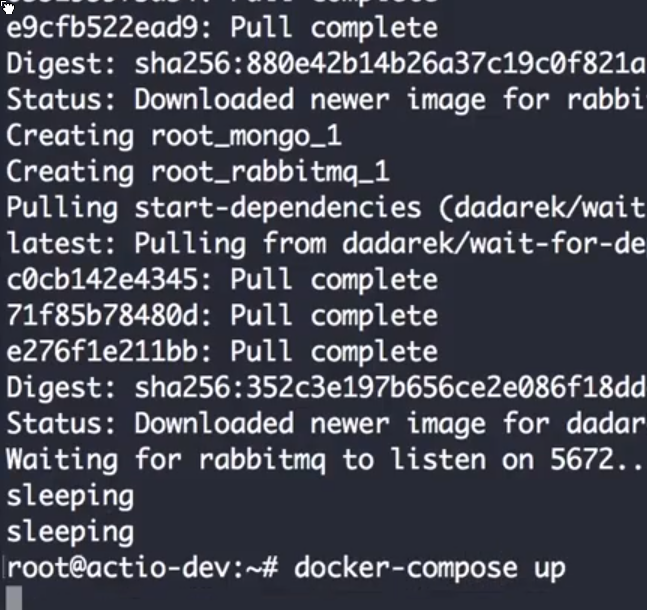 e9cfb522ead9: Pull complete
Digest: sha256:880e42b14b26a37c19c0f821a
Status: Downloaded newer image for rabbi
Creating root_mongo_1
Creating root_rabbitmq_1
Pulling start-dependencies (dadarek/wait
latest: Pulling from dadarek/wait-for-de
c0cb142e4345: Pull complete
71f85b78480d: Pull complete
e276f1e211bb: Pull complete
Digest: sha256:352c3e197b656ce2e086f18dd
Status: Downloaded newer image for dadar
Waiting for rabbitmq to listen on 5672..
sleeping
sleeping
root@actio-dev:~# docker-compose up